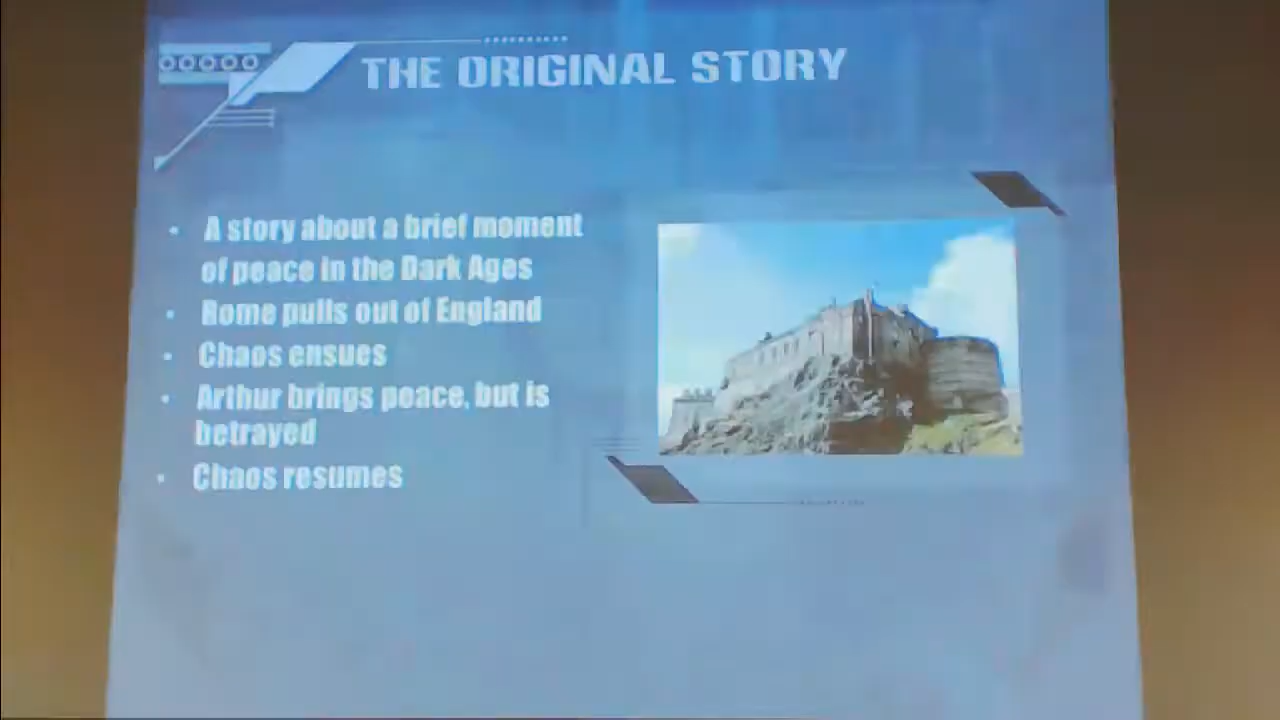 THE ORIGINAL STORY
• A story about a brief moment
of peace in the Dark Ages
• Rome pulls out of England
• Chaos ensues
• Arthur brings peace, but is
betrayed
• Chaos resumes